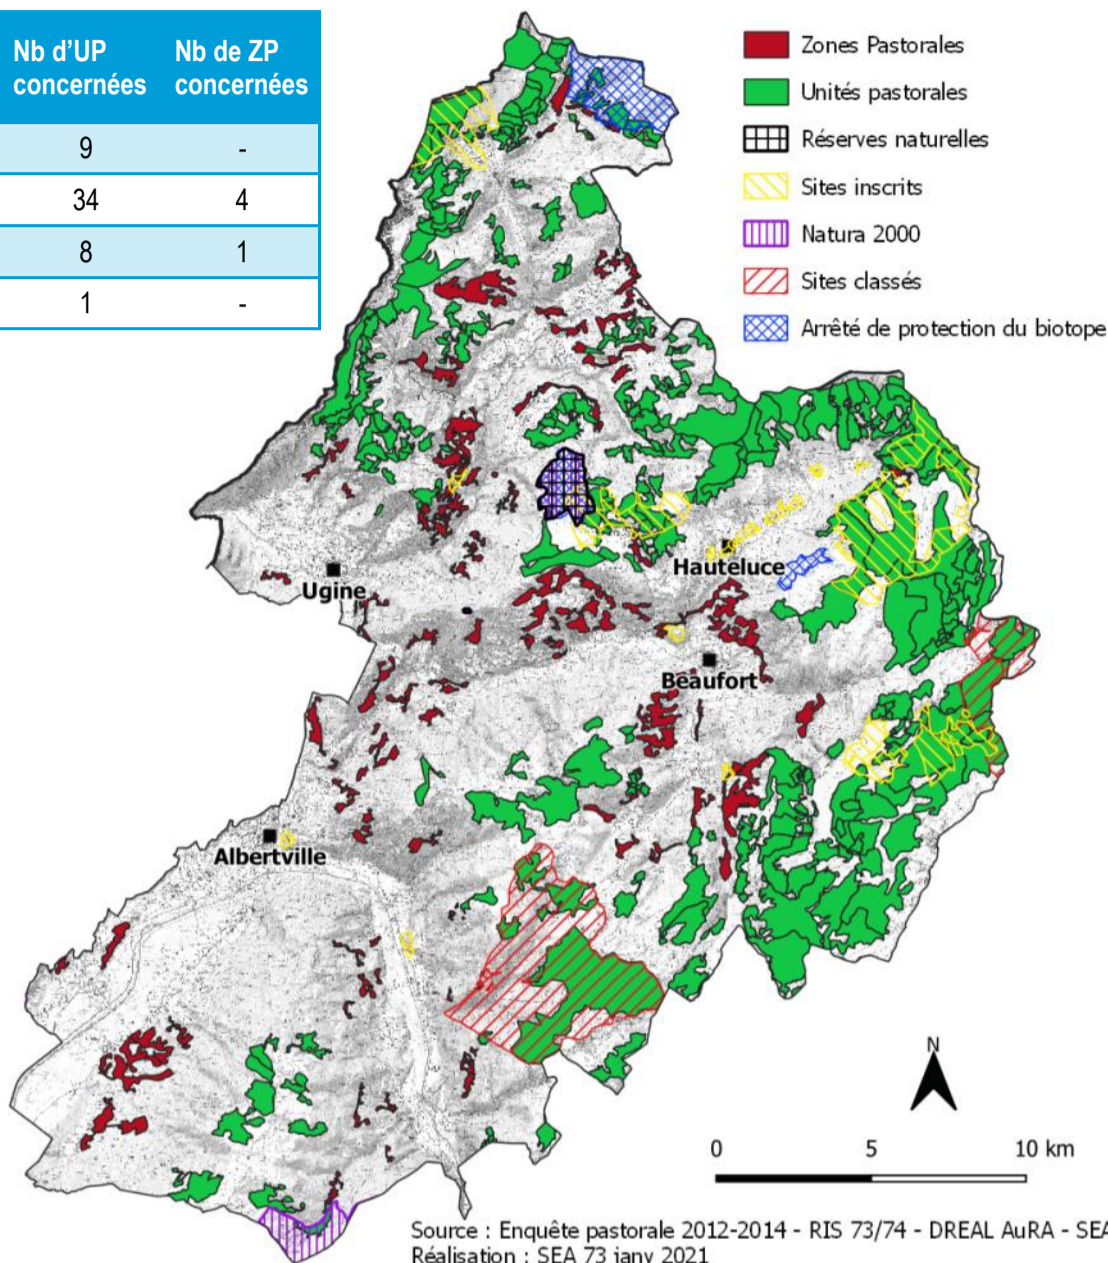 Nb d'UP concernées Nb de ZP concernées
9 -
34 4
8 1
1 -
Zones Pastorales
Unités pastorales
Réserves naturelles
Sites inscrits
Natura 2000
Sites classés
Arrêté de protection du biotope
Hauteluce
Ugine
Beaufort
Albertville
N
0 5 10 km
Source : Enquête pastorale 2012-2014 - RIS 73/74 - DREAL AuRA - SEA
Réalisation : SEA 73 janv 2021